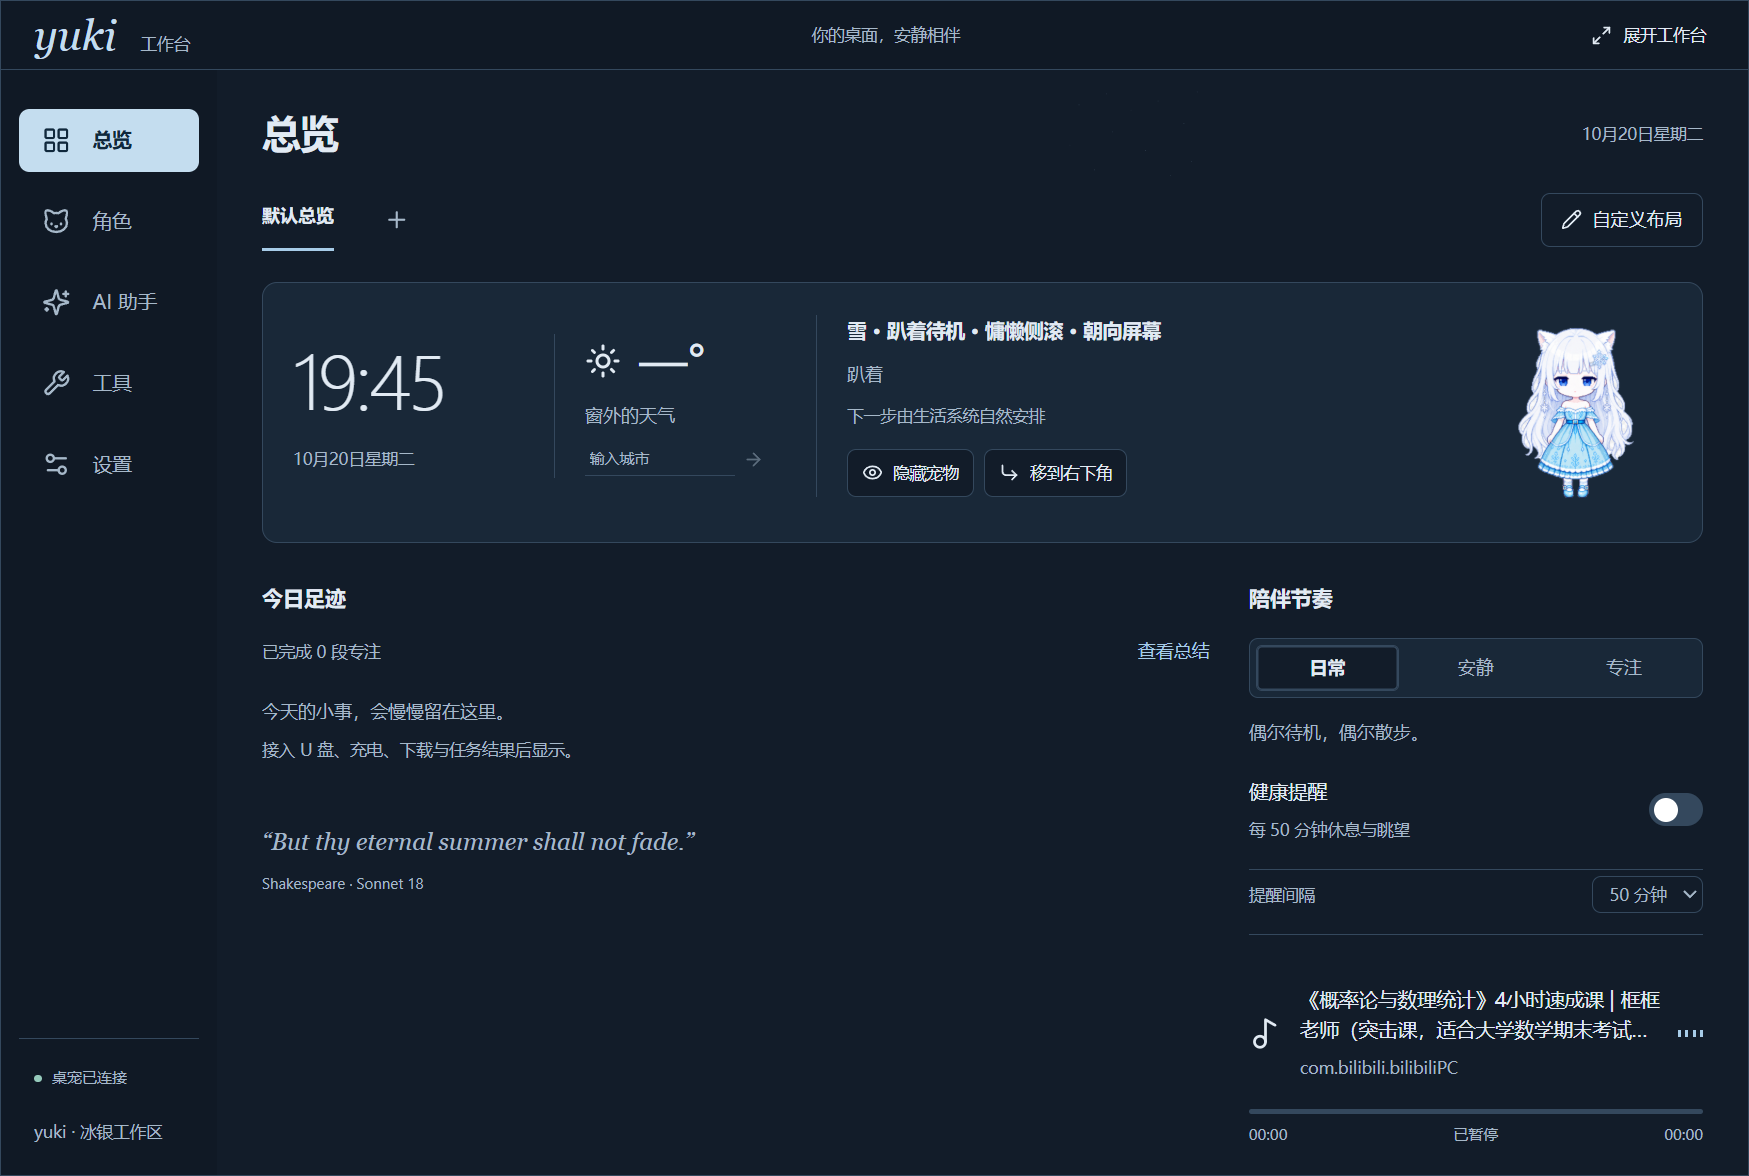 yuki 工作台
你的桌面，安静相伴
展开工作台
总览
角色
AI 助手
工具
设置
桌宠已连接
yuki · 冰银工作区
总览
10月20日星期二
默认总览
自定义布局
19:45
10月20日星期二
—°
窗外的天气
输入城市
雪 • 趴着待机 • 慵懒侧滚 • 朝向屏幕
趴着
下一步由生活系统自然安排
隐藏宠物
移到右下角
今日足迹
已完成 0 段专注
查看总结
今天的小事，会慢慢留在这里。
接入 U 盘、充电、下载与任务结果后显示。
“But thy eternal summer shall not fade.”
Shakespeare · Sonnet 18
陪伴节奏
日常
安静
专注
偶尔待机，偶尔散步。
健康提醒
每 50 分钟休息与眺望
提醒间隔
50 分钟
《概率论与数理统计》4小时速成课 | 框框
老师（突击课，适合大学数学期末考试...
com.bilibili.bilibiliPC
00:00
已暂停
00:00